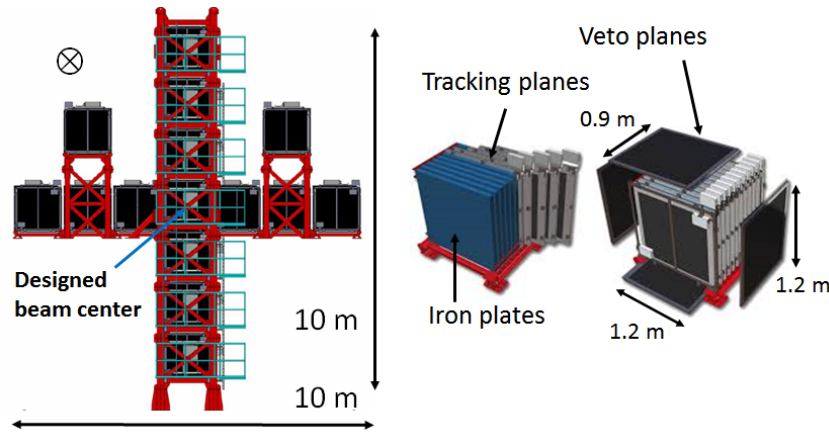 Designed
beam center
10 m
10 m
Tracking planes
Iron plates
Veto planes
0.9 m
1.2 m
1.2 m